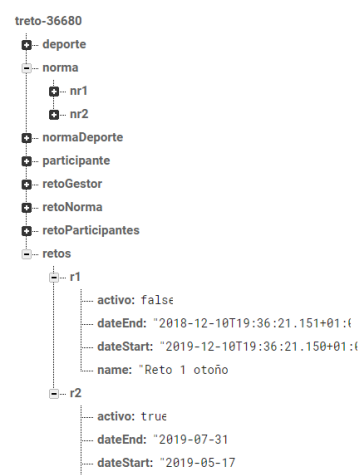 treto-36680
deporte
norma
nr1
nr2
normaDeporte
participante
retoGestor
retoNorma
retoParticipantes
retos
r1
activo: false
dateEnd: "2018-12-10T19:36:21.151+01:
dateStart: "2019-12-10T19:36:21.150+01:
name: "Reto 1 otoño
r2
activo: true
dateEnd: "2019-07-31
dateStart: "2019-05-17